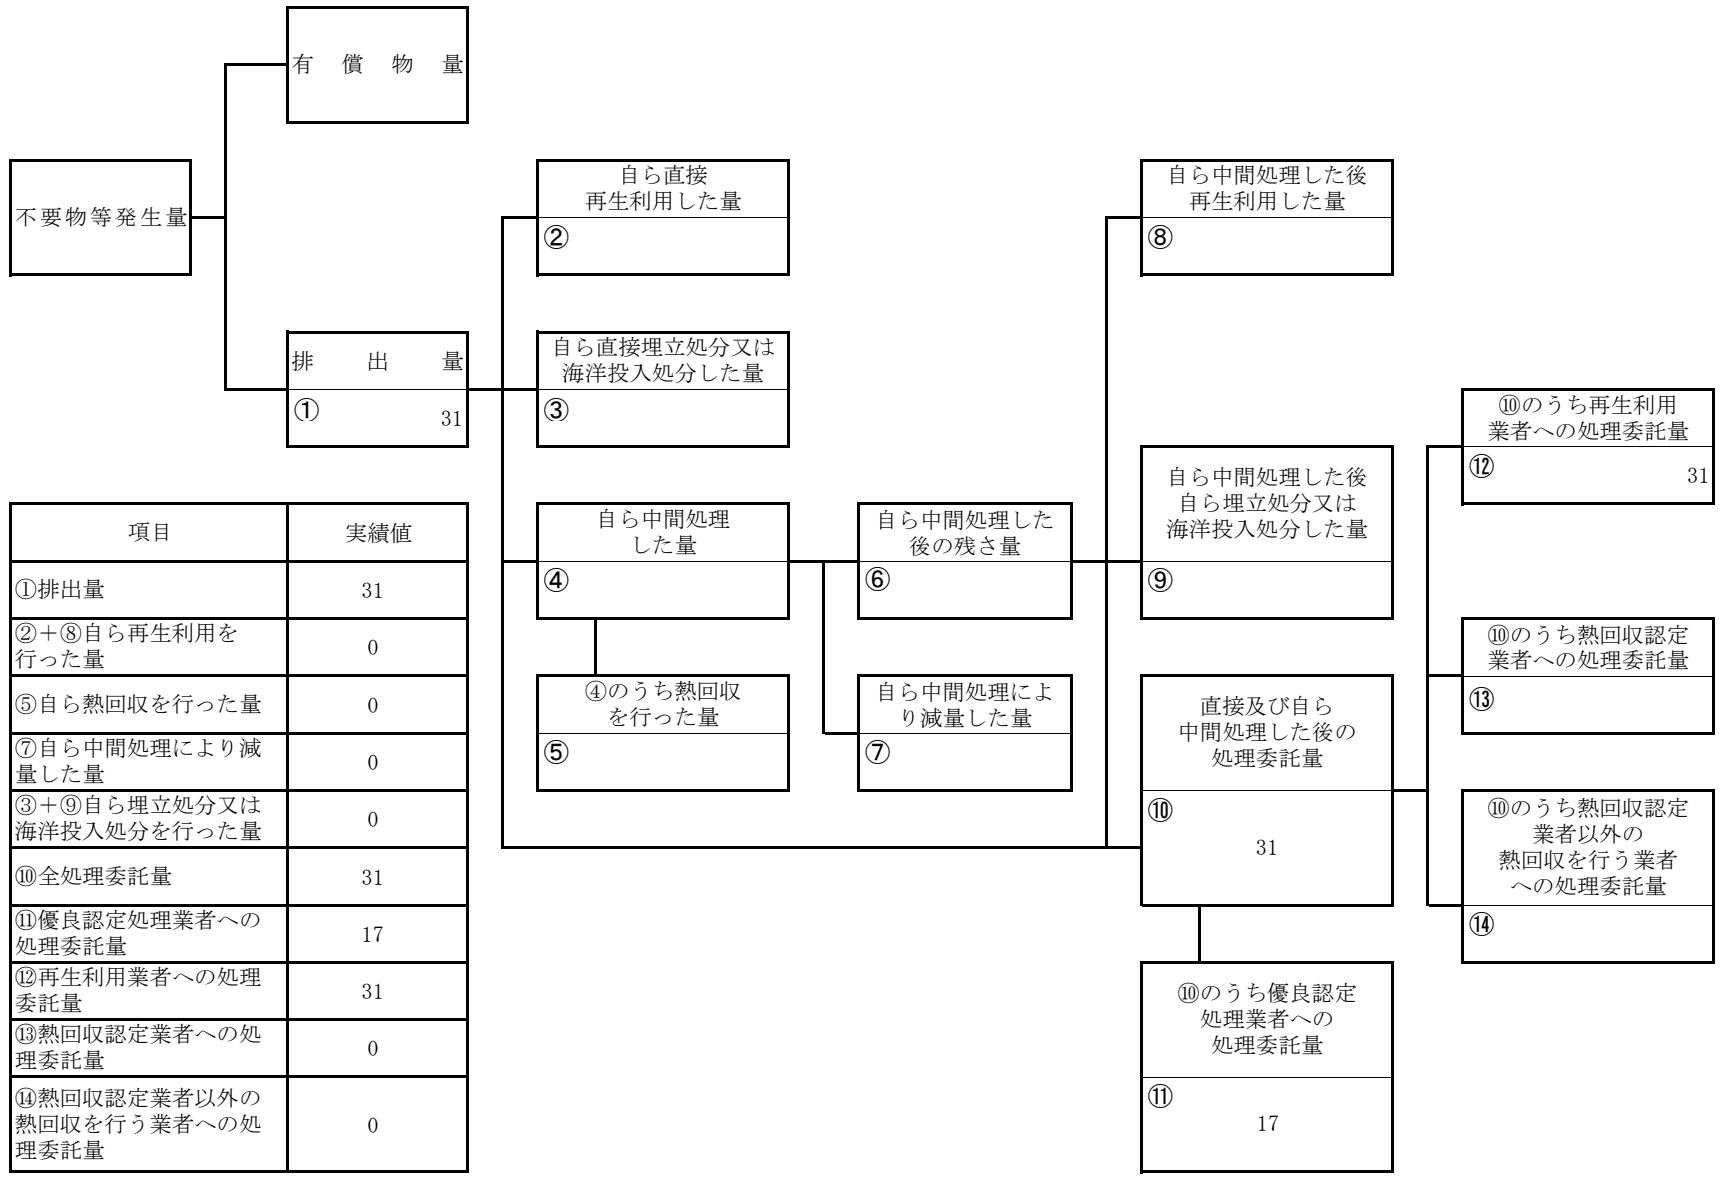 有償物量
不要物等発生量
自ら直接
再生利用した量
②
自ら中間処理した後
再生利用した量
⑧
排出量
①
31
自ら直接埋立処分又は
海洋投入処分した量
③
⑩のうち再生利用
業者への処理委託量
⑫
31
自ら中間処理
した量
④
自ら中間処理した
後の残さ量
⑥
自ら中間処理した後
自ら埋立処分又は
海洋投入処分した量
⑨
⑩のうち熱回収認定
業者への処理委託量
⑬
④のうち熱回収
を行った量
⑤
自ら中間処理によ
り減量した量
⑦
直接及び自ら
中間処理した後の
処理委託量
⑩
31
⑩のうち熱回収認定
業者以外の
熱回収を行う業者
への処理委託量
⑭
⑩のうち優良認定
処理業者への
処理委託量
⑪
17
項目 実績値
①排出量 31
②＋⑧自ら再生利用を
行った量
0
⑤自ら熱回収を行った量 0
⑦自ら中間処理により減
量した量
0
③＋⑨自ら埋立処分又は
海洋投入処分を行った量
0
⑩全処理委託量 31
⑪優良認定処理業者への
処理委託量
17
⑫再生利用業者への処理
委託量
31
⑬熱回収認定業者への処
理委託量
0
⑭熱回収認定業者以外の
熱回収を行う業者への処
理委託量
0